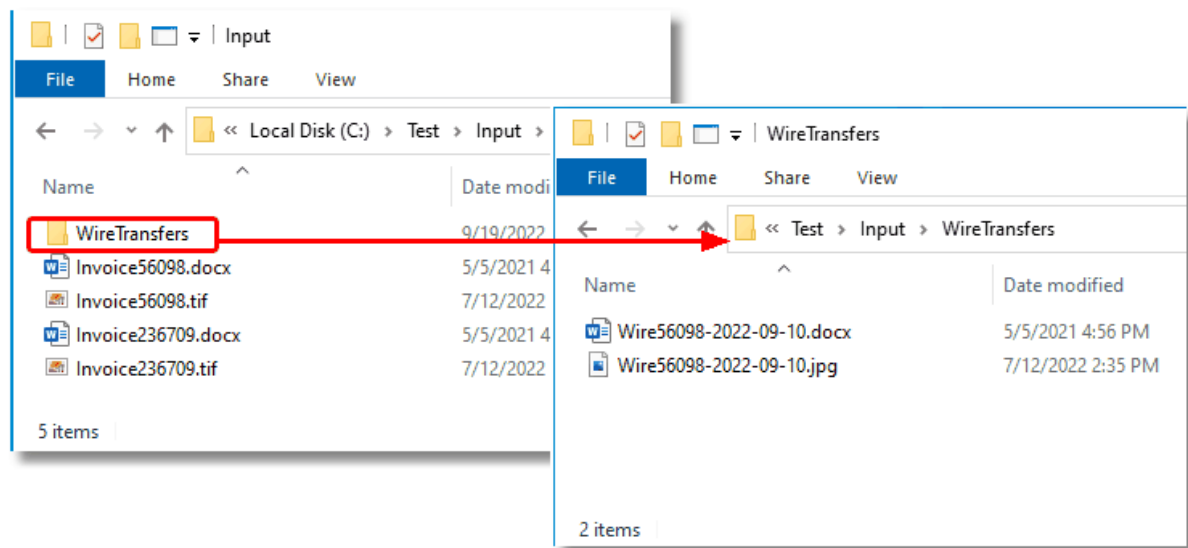 Input
File Home Share View
« Local Disk (C:) > Test > Input >
Name Date modi
WireTransfers 9/19/2022
Invoice56098.docx 5/5/2021 4
Invoice56098.tif 7/12/2022
Invoice236709.docx 5/5/2021 4
Invoice236709.tif 7/12/2022
5 items
WireTransfers
File Home Share View
« Test > Input > WireTransfers
Name Date modified
Wire56098-2022-09-10.docx 5/5/2021 4:56 PM
Wire56098-2022-09-10.jpg 7/12/2022 2:35 PM
2 items